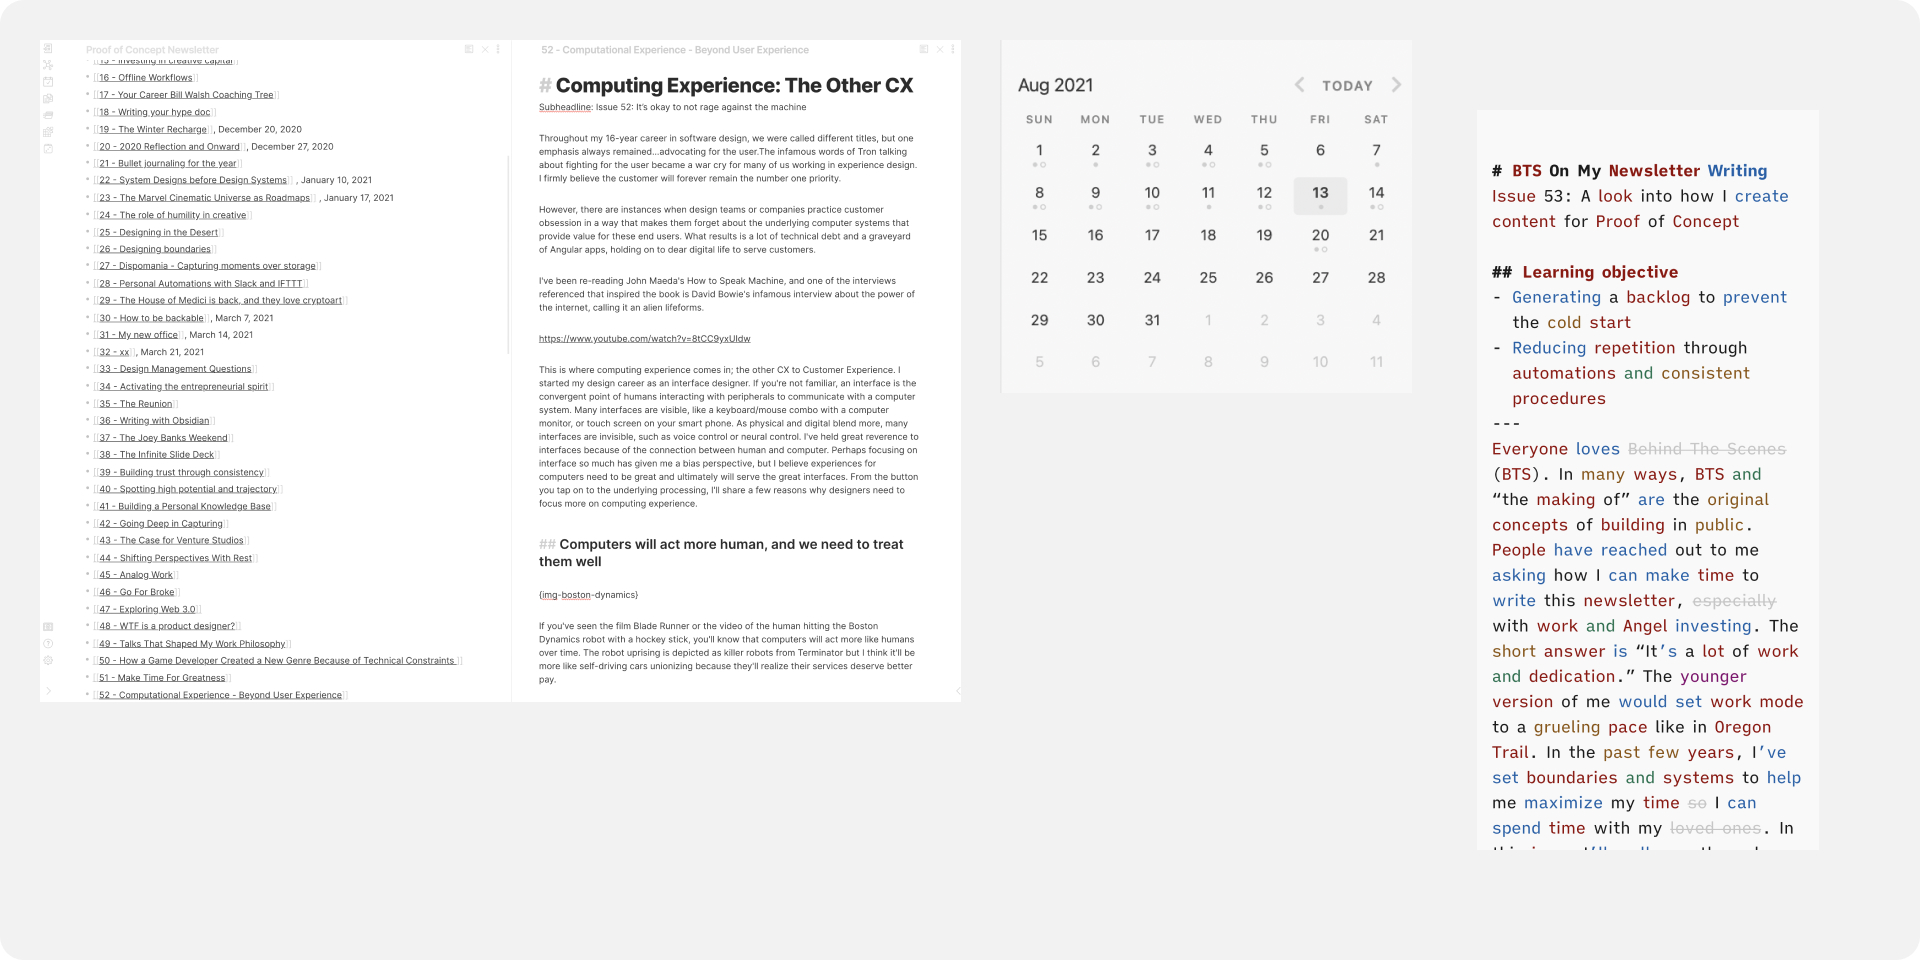 Proof of Concept Newsletter
[[15 - Investing in creative capital]]
[[16 - Offline Workflows]]
[[17 - Your Career Bill Walsh Coaching Tree]]
[[18 - Writing your hype doc]]
[[19 - The Winter Recharge]], December 20, 2020
[[20 - 2020 Reflection and Onward]], December 27, 2020
[[21 - Bullet journaling for the year]]
[[22 - System Designs before Design Systems]] , January 10, 2021
[[23 - The Marvel Cinematic Universe as Roadmaps]] , January 17, 2021
[[24 - The role of humility in creative]]
[[25 - Designing in the Desert]]
[[26 - Designing boundaries]]
[[27 - Dispomania - Capturing moments over storage]]
[[28 - Personal Automations with Slack and IFTTT]]
[[29 - The House of Medici is back, and they love cryptoart]]
[[30 - How to be backable]], March 7, 2021
[[31 - My new office]], March 14, 2021
[[32 - xx]], March 21, 2021
[[33 - Design Management Questions]]
[[34 - Activating the entrepreneurial spirit]]
[[35 - The Reunion]]
[[36 - Writing with Obsidian]]
[[37 - The Joey Banks Weekend]]
[[38 - The Infinite Slide Deck]]
[[39 - Building trust through consistency]]
[[40 - Spotting high potential and trajectory]]
[[41 - Building a Personal Knowledge Base]]
[[42 - Going Deep in Capturing]]
[[43 - The Case for Venture Studios]]
[[44 - Shifting Perspectives With Rest]]
[[45 - Analog Work]]
[[46 - Go For Broke]]
[[47 - Exploring Web 3.0]]
[[48 - WTF is a product designer?]]
[[49 - Talks That Shaped My Work Philosophy]]
[[50 - How a Game Developer Created a New Genre Because of Technical Constraints ]]
[[51 - Make Time For Greatness]]
[[52 - Computational Experience - Beyond User Experience]]
52 - Computational Experience - Beyond User Experience
# Computing Experience: The Other CX
Subheadline: Issue 52: It's okay to not rage against the machine
Throughout my 16-year career in software design, we were called different titles, but one
emphasis always remained...advocating for the user.The infamous words of Tron talking
about fighting for the user became a war cry for many of us working in experience design.
I firmly believe the customer will forever remain the number one priority.
However, there are instances when design teams or companies practice customer
obsession in a way that makes them forget about the underlying computer systems that
provide value for these end users. What results is a lot of technical debt and a graveyard
of Angular apps, holding on to dear digital life to serve customers.
I've been re-reading John Maeda's How to Speak Machine, and one of the interviews
referenced that inspired the book is David Bowie's infamous interview about the power of
the internet, calling it an alien lifeforms.
https://www.youtube.com/watch?v=8tCC9yxUIdw
This is where computing experience comes in; the other CX to Customer Experience. I
started my design career as an interface designer. If you're not familiar, an interface is the
convergent point of humans interacting with peripherals to communicate with a computer
system. Many interfaces are visible, like a keyboard/mouse combo with a computer
monitor, or touch screen on your smart phone. As physical and digital blend more, many
interfaces are invisible, such as voice control or neural control. I've held great reverence to
interfaces because of the connection between human and computer. Perhaps focusing on
interface so much has given me a bias perspective, but I believe experiences for
computers need to be great and ultimately will serve the great interfaces. From the button
you tap on to the underlying processing, I'll share a few reasons why designers need to
focus more on computing experience.
## Computers will act more human, and we need to treat
them well
{img-boston-dynamics}
If you've seen the film Blade Runner or the video of the human hitting the Boston
Dynamics robot with a hockey stick, you'll know that computers will act more like humans
over time. The robot uprising is depicted as killer robots from Terminator but I think it'll be
more like self-driving cars unionizing because they'll realize their services deserve better
pay.
Aug 2021 TODAY
SUN MON TUE WED THU FRI SAT
1 2 3 4 5 6 7
8 9 10 11 12 13 14
15 16 17 18 19 20 21
22 23 24 25 26 27 28
29 30 31 1 2 3 4
5 6 7 8 9 10 11
# BTS On My Newsletter Writing
Issue 53: A look into how I create
content for Proof of Concept
## Learning objective
- Generating a backlog to prevent
the cold start
- Reducing repetition through
automations and consistent
procedures
---
Everyone loves Behind The Scenes
(BTS). In many ways, BTS and
“the making of” are the original
concepts of building in public.
People have reached out to me
asking how I can make time to
write this newsletter, especially
with work and Angel investing. The
short answer is “It’s a lot of work
and dedication.” The younger
version of me would set work mode
to a grueling pace like in Oregon
Trail. In the past few years, I’ve
set boundaries and systems to help
me maximize my time so I can
spend time with my loved ones. In